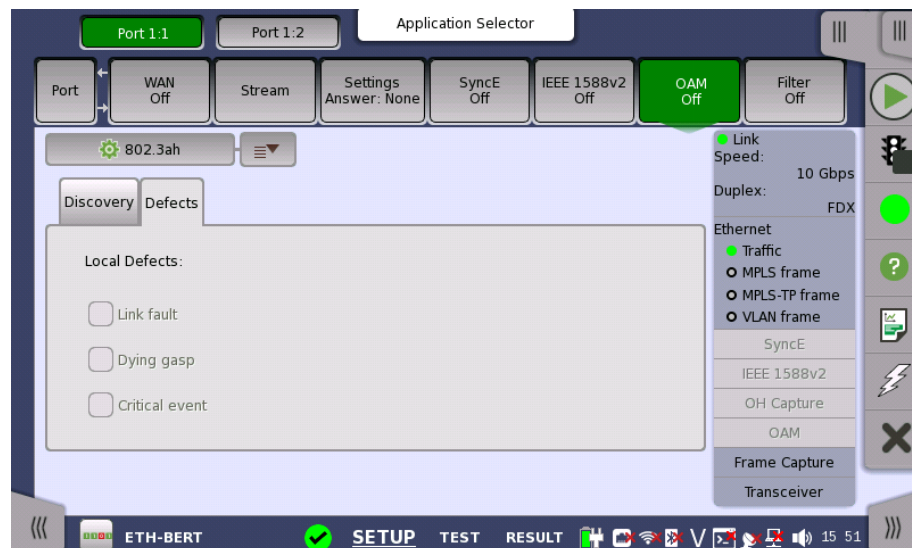 Application Selector
Port 1:1
Port 1:2
Port
WAN
Off
Stream
Settings
Answer: None
SyncE
Off
IEEE 1588v2
Off
OAM
Off
Filter
Off
802.3ah
Discovery
Defects
Local Defects:
Link fault
Dying gasp
Critical event
Link
Speed:
10 Gbps
Duplex:
FDX
Ethernet
Traffic
MPLS frame
MPLS-TP frame
VLAN frame
SyncE
IEEE 1588v2
OH Capture
OAM
Frame Capture
Transceiver
ETH-BERT
SETUP
TEST
RESULT
15 51